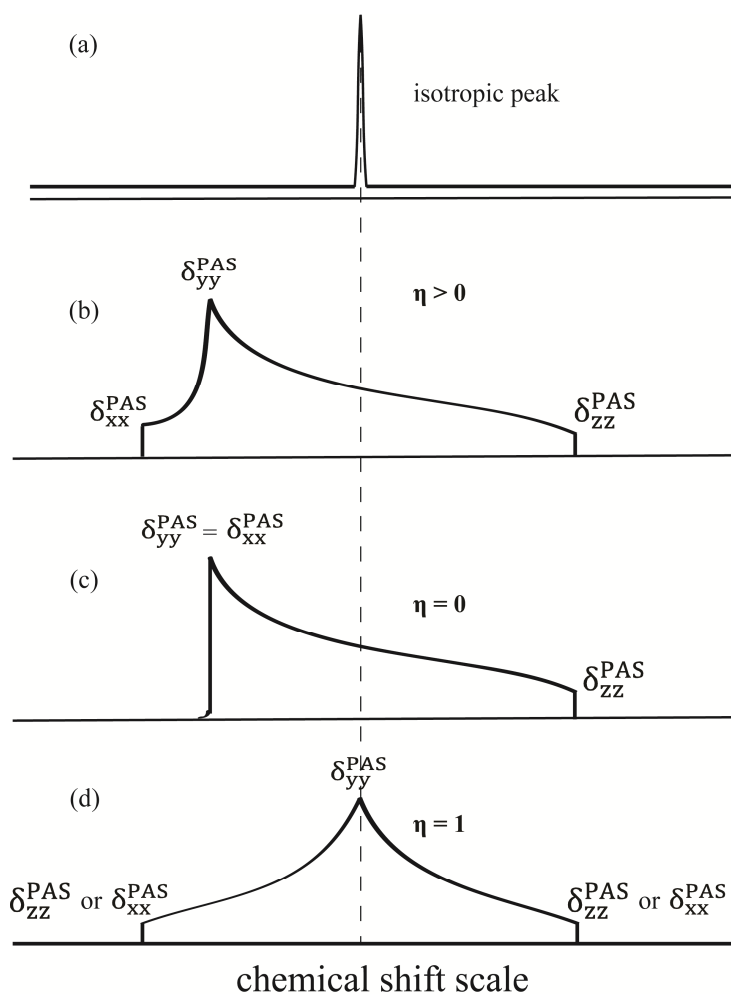 (a)
isotropic peak
δyyPAS
η > 0
(b)
δxxPAS
δzzPAS
δyyPAS = δxxPAS
(c)
η = 0
δzzPAS
δyyPAS
(d)
η = 1
δzzPAS or δxxPAS
δzzPAS or δxxPAS
chemical shift scale